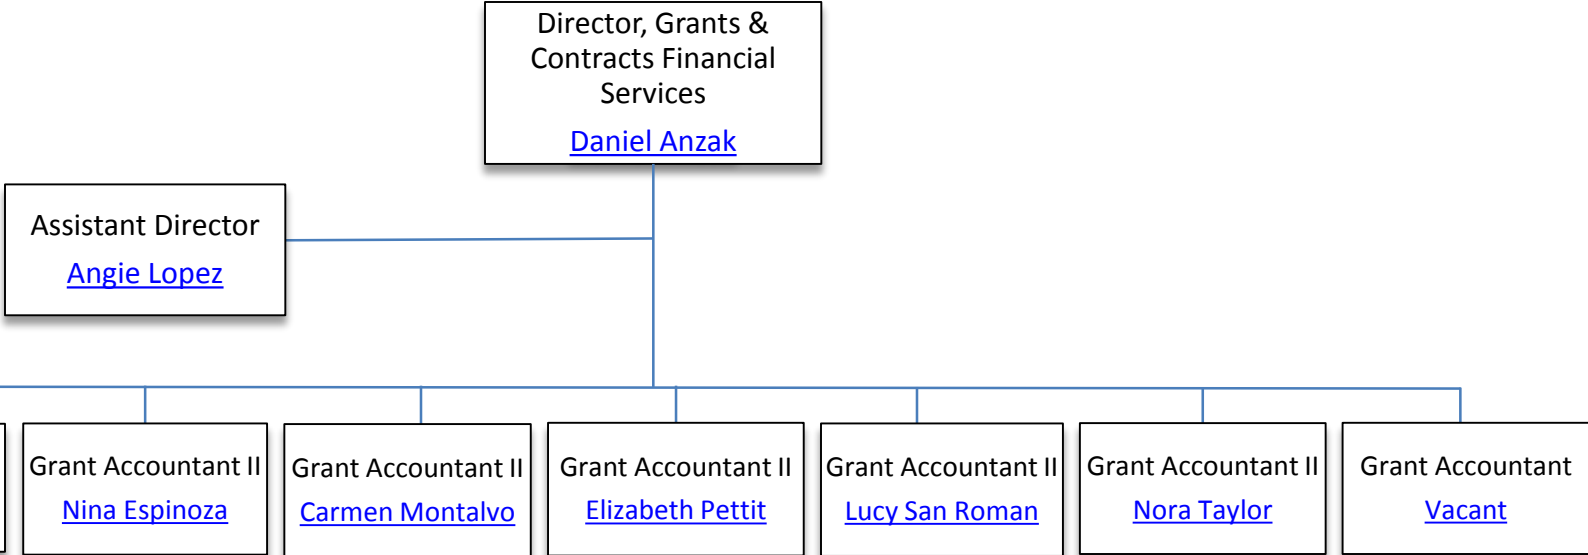 Director, Grants &
Contracts Financial
Services
Daniel Anzak
Assistant Director
Angie Lopez
Grant Accountant II
Nina Espinoza
Grant Accountant II
Carmen Montalvo
Grant Accountant II
Elizabeth Pettit
Grant Accountant II
Lucy San Roman
Grant Accountant II
Nora Taylor
Grant Accountant
Vacant